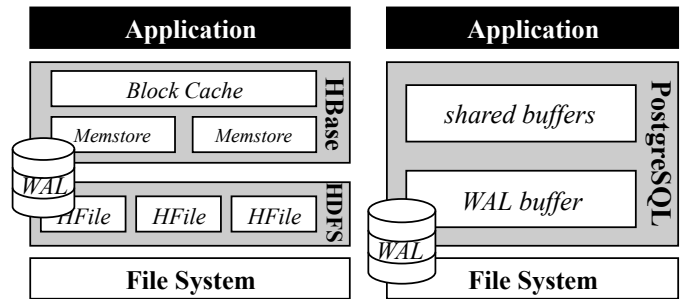 Application
Block Cache
Memstore
Memstore
HBase
WAL
HFile
HFile
HFile
HDFS
File System
Application
shared buffers
WAL buffer
PostgreSQL
WAL
File System